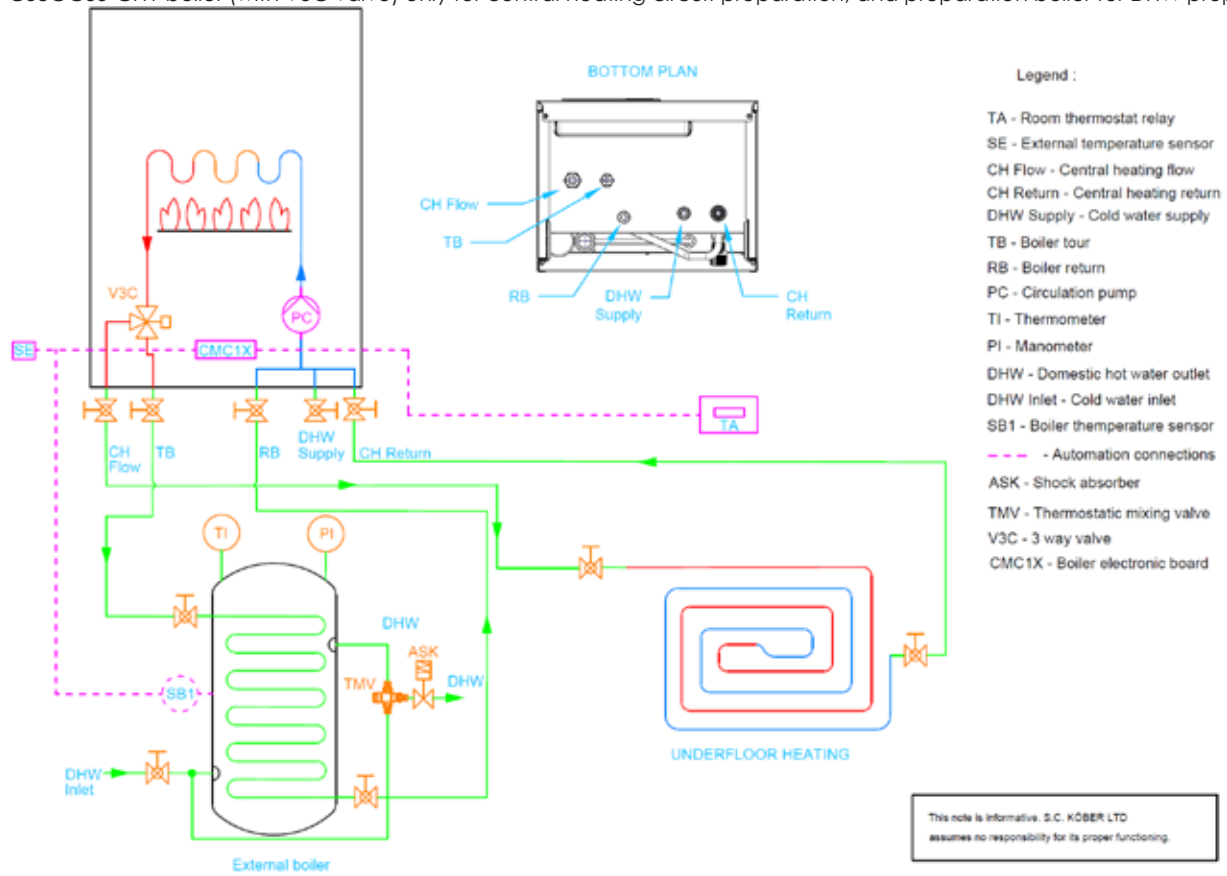 BOTTOM PLAN
CH Flow
TB
RB
DHW
Supply
CH
Return
V3C
PC
SE
CMC1X
TA
CH
Flow
TB
RB
DHW
Supply
CH Return
TI
PI
DHW
ASK
TMV
DHW
SB1
DHW
Inlet
External boiler
UNDERFLOOR HEATING
Legend :
TA - Room thermostat relay
SE - External temperature sensor
CH Flow - Central heating flow
CH Return - Central heating return
DHW Supply - Cold water supply
TB - Boiler tour
RB - Boiler return
PC - Circulation pump
TI - Thermometer
PI - Manometer
DHW - Domestic hot water outlet
DHW Inlet - Cold water inlet
SB1 - Boiler themperature sensor
- Automation connections
ASK - Shock absorber
TMV - Thermostatic mixing valve
V3C - 3 way valve
CMC1X - Boiler electronic board
This note is informative. S.C. KÖBER LTD
assumes no responsibility for its proper functioning.